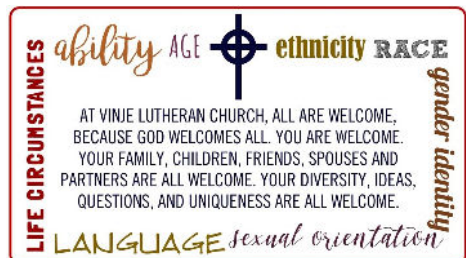 ability AGE ethnicity RACE
LIFE CIRCUMSTANCES
gender identity
AT VINJE LUTHERAN CHURCH, ALL ARE WELCOME,
BECAUSE GOD WELCOMES ALL. YOU ARE WELCOME.
YOUR FAMILY, CHILDREN, FRIENDS, SPOUSES AND
PARTNERS ARE ALL WELCOME. YOUR DIVERSITY, IDEAS,
QUESTIONS, AND UNIQUENESS ARE ALL WELCOME.
LANGUAGE sexual orientation